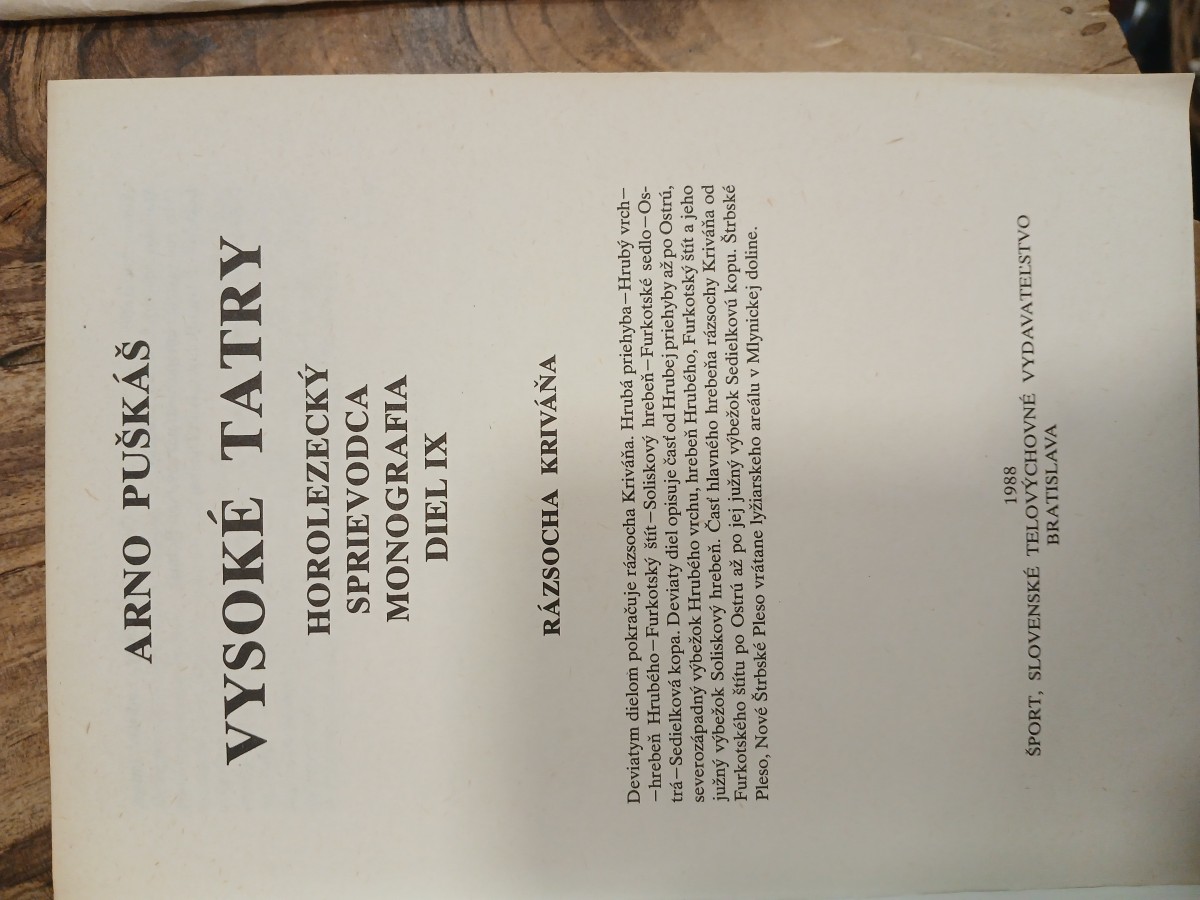 ARNO PUŠKÁŠ
VYSOKÉ TATRY
HOROLEZECKÝ
SPRIEVODCA
MONOGRAFIA
DIEL IX
RÁZSOCHA KRIVÁŇA
Deviatym dielom pokračuje rázsocha Kriváňa. Hrubá priehyba—Hrubý vrch—
—hrebeň Hrubého—Furkotský štít—Soliskový hrebeň—Furkotské sedlo—Os-
trá—Sedielková kopa. Deviaty diel opisuje časť od Hrubej priehyby až po Ostrú,
severozápadný výbežok Hrubého vrchu, hrebeň Hrubého, Furkotský štít a jeho
južný výbežok Soliskový hrebeň. Časť hlavného hrebeňa rázsochy Kriváňa od
Furkotského štítu po Ostrú až po jej južný výbežok Sedielkovú kopu. Štrbské
Pleso, Nové Štrbské Pleso vrátane lyžiarskeho areálu v Mlynickej doline.
1988
ŠPORT, SLOVENSKÉ TELOVÝCHOVNÉ VYDAVATEĽSTVO
BRATISLAVA